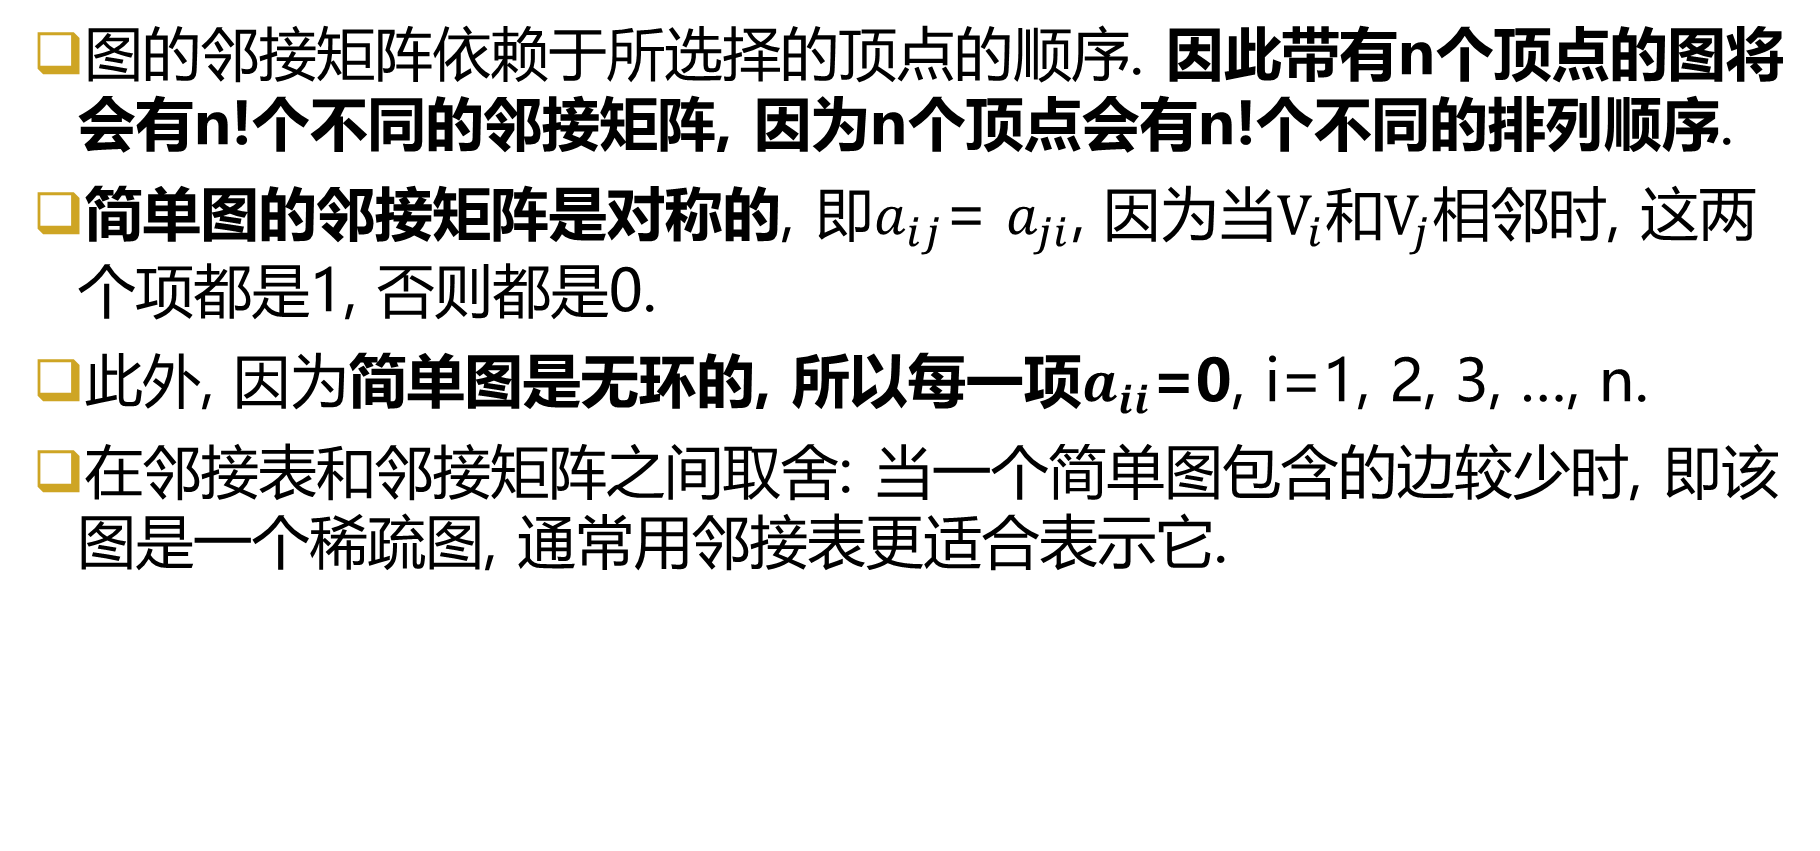 图的邻接矩阵依赖于所选择的顶点的顺序. 因此带有n个顶点的图将
会有n!个不同的邻接矩阵, 因为n个顶点会有n!个不同的排列顺序.
简单图的邻接矩阵是对称的, 即a_{ij} = a_{ji}, 因为当V_i和V_j相邻时, 这两
个项都是1, 否则都是0.
此外, 因为简单图是无环的, 所以每一项a_{ii}=0, i=1, 2, 3, ..., n.
在邻接表和邻接矩阵之间取舍: 当一个简单图包含的边较少时, 即该
图是一个稀疏图, 通常用邻接表更适合表示它.